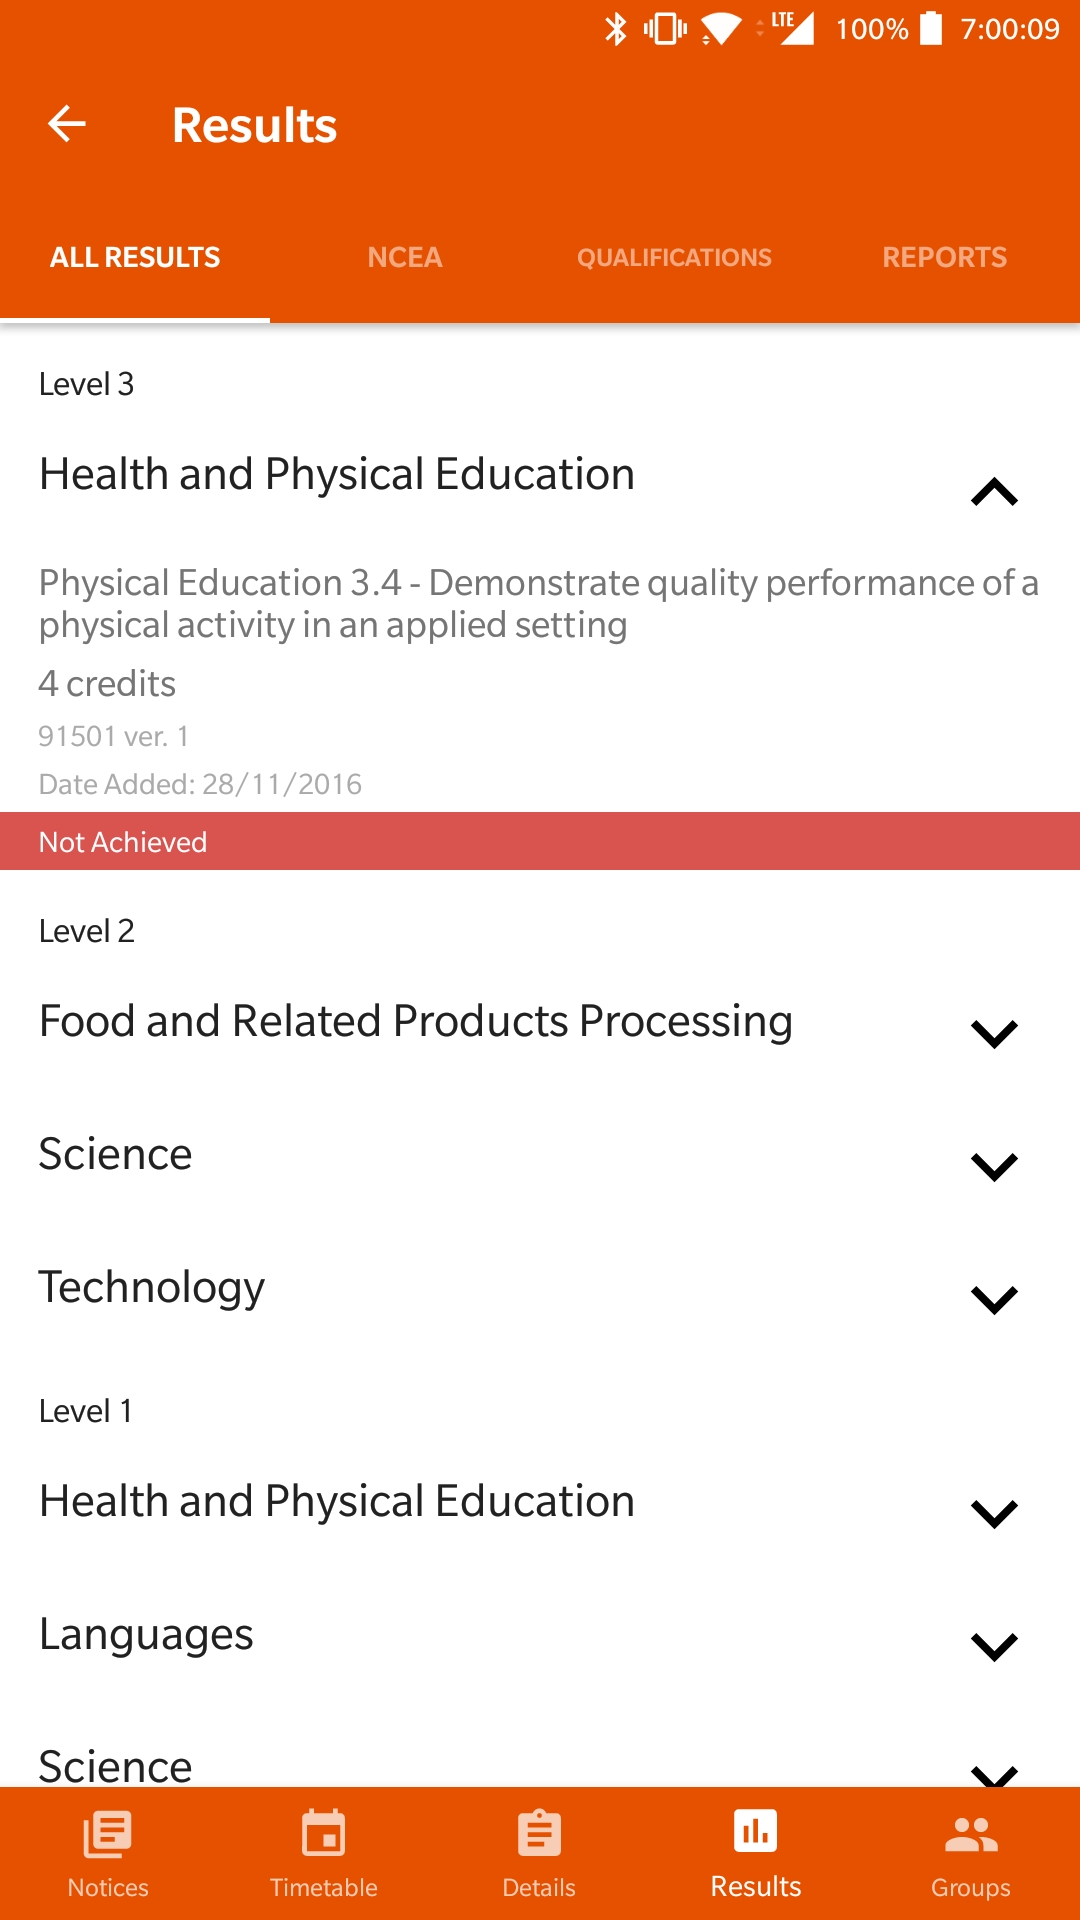 LTE 100% 7:00:09
Results
ALL RESULTS NCEA QUALIFICATIONS REPORTS
Level 3
Health and Physical Education
Physical Education 3.4 - Demonstrate quality performance of a
physical activity in an applied setting
4 credits
91501 ver. 1
Date Added: 28/11/2016
Not Achieved
Level 2
Food and Related Products Processing
Science
Technology
Level 1
Health and Physical Education
Languages
Science
Notices Timetable Details Results Groups